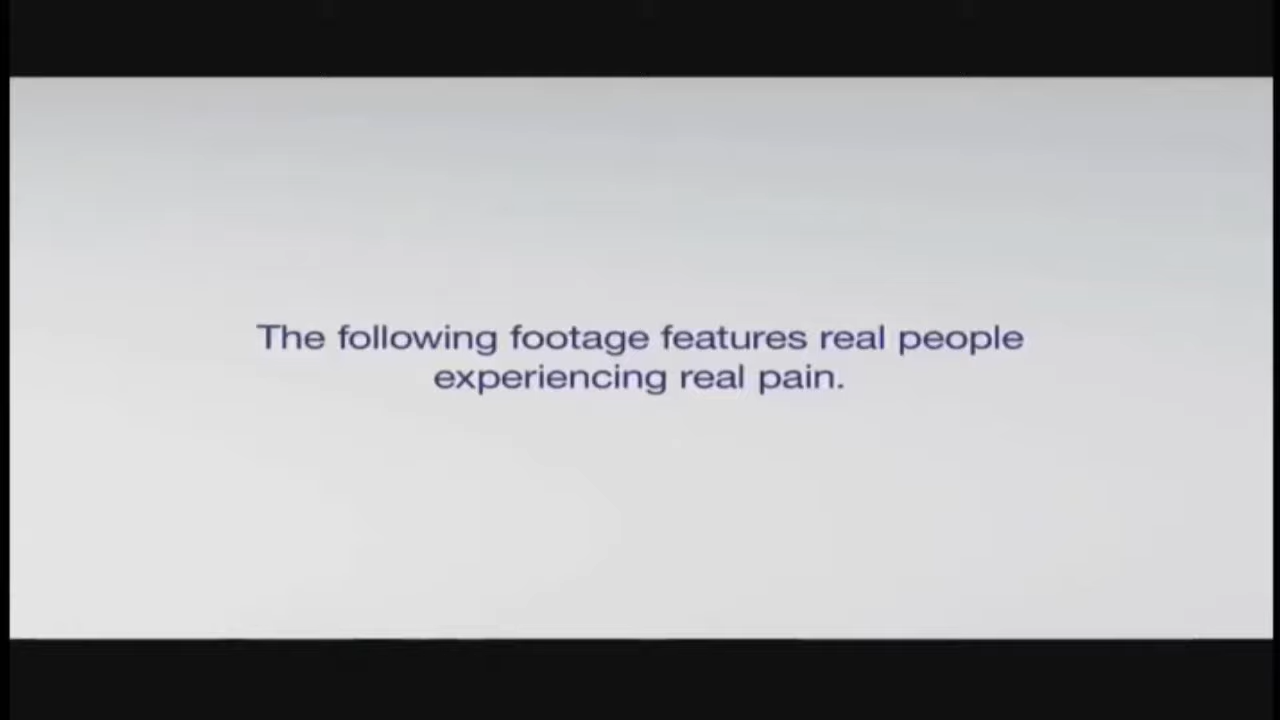 The following footage features real people
experiencing real pain.